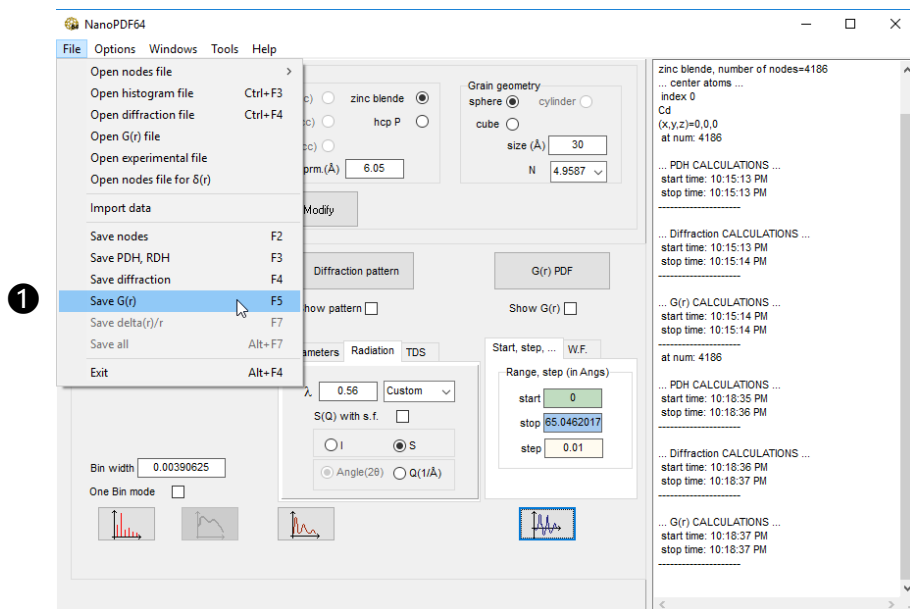 NanoPDF64
File Options Windows Tools Help
Open nodes file >
Open histogram file Ctrl+F3
Open diffraction file Ctrl+F4
Open G(r) file
Open experimental file
Open nodes file for δ(r)
Import data
Save nodes F2
Save PDH, RDH F3
Save diffraction F4
1 Save G(r) F5
Save delta(r)/r F7
Save all Alt+F7
Exit Alt+F4
c) zinc blende
cc) hcp P
cc)
prm.(Å) 6.05
Modify
Grain geometry
sphere cylinder
cube
size (Å) 30
N 4.9587
Diffraction pattern G(r) PDF
how pattern Show G(r)
ameters Radiation TDS
λ 0.56 Custom
S(Q) with s.f.
I S
Angle(2θ) Q(1/Å)
Start, step, ... W.F.
Range, step (in Angs)
start 0
stop 65.0462017
step 0.01
Bin width 0.00390625
One Bin mode
zinc blende, number of nodes=4186
... center atoms ...
index 0
Cd
(x,y,z)=0,0,0
at num: 4186
... PDH CALCULATIONS ...
start time: 10:15:13 PM
stop time: 10:15:13 PM
---------------------
... Diffraction CALCULATIONS ...
start time: 10:15:13 PM
stop time: 10:15:14 PM
---------------------
... G(r) CALCULATIONS ...
start time: 10:15:14 PM
stop time: 10:15:14 PM
---------------------
at num: 4186
... PDH CALCULATIONS ...
start time: 10:18:35 PM
stop time: 10:18:36 PM
---------------------
... Diffraction CALCULATIONS ...
start time: 10:18:36 PM
stop time: 10:18:37 PM
---------------------
... G(r) CALCULATIONS ...
start time: 10:18:37 PM
stop time: 10:18:37 PM
---------------------